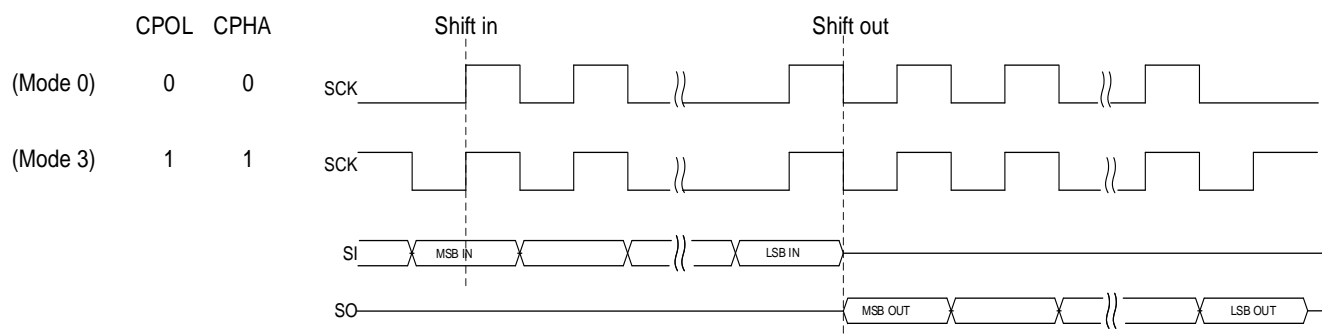 CPOL CPHA Shift in Shift out
(Mode 0) 0 0 SCK
(Mode 3) 1 1 SCK
SI MSB IN LSB IN
SO MSB OUT LSB OUT